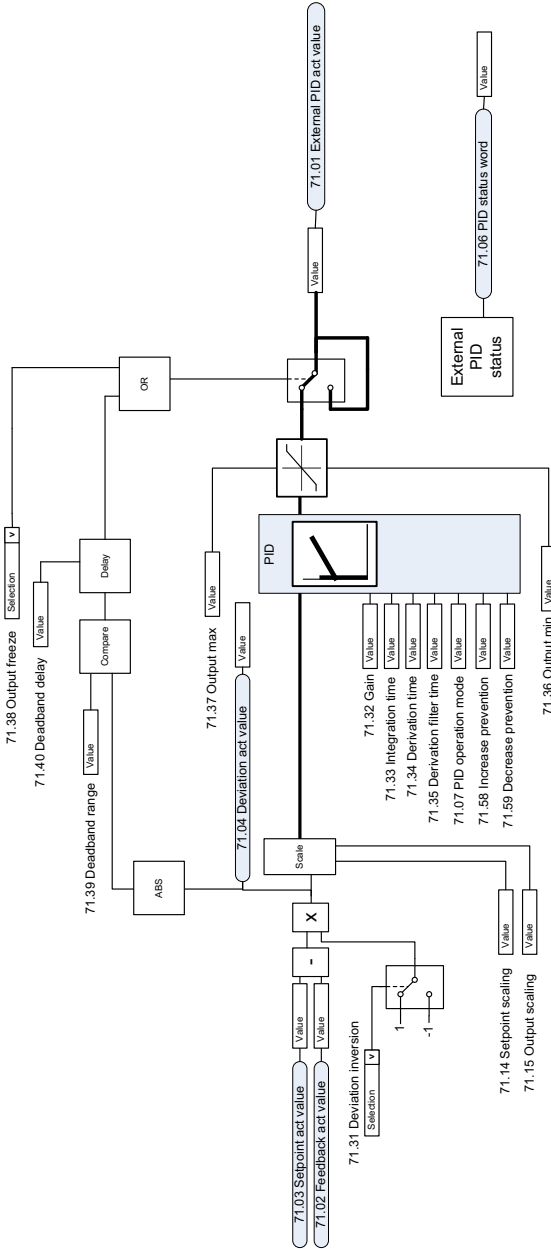 71.38 Output freeze
Selection
v
71.40 Deadband delay
Value
71.39 Deadband range
Value
Compare
Delay
OR
ABS
71.37 Output max
Value
71.04 Deviation act value
Value
71.03 Setpoint act value
Value
71.02 Feedback act value
Value
-
X
Scale
PID
Value
71.01 External PID act value
71.31 Deviation inversion
Selection
v
1
-1
71.32 Gain
Value
71.33 Integration time
Value
71.34 Derivation time
Value
71.35 Derivation filter time
Value
71.07 PID operation mode
Value
71.58 Increase prevention
Value
71.59 Decrease prevention
Value
71.14 Setpoint scaling
Value
71.15 Output scaling
Value
71.36 Output min
Value
External
PID
status
71.06 PID status word
Value